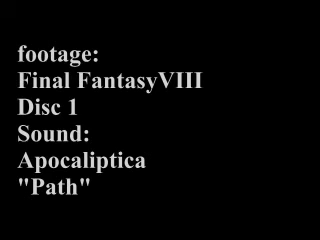 footage:
Final FantasyVIII
Disc 1
Sound:
Apocaliptica
"Path"